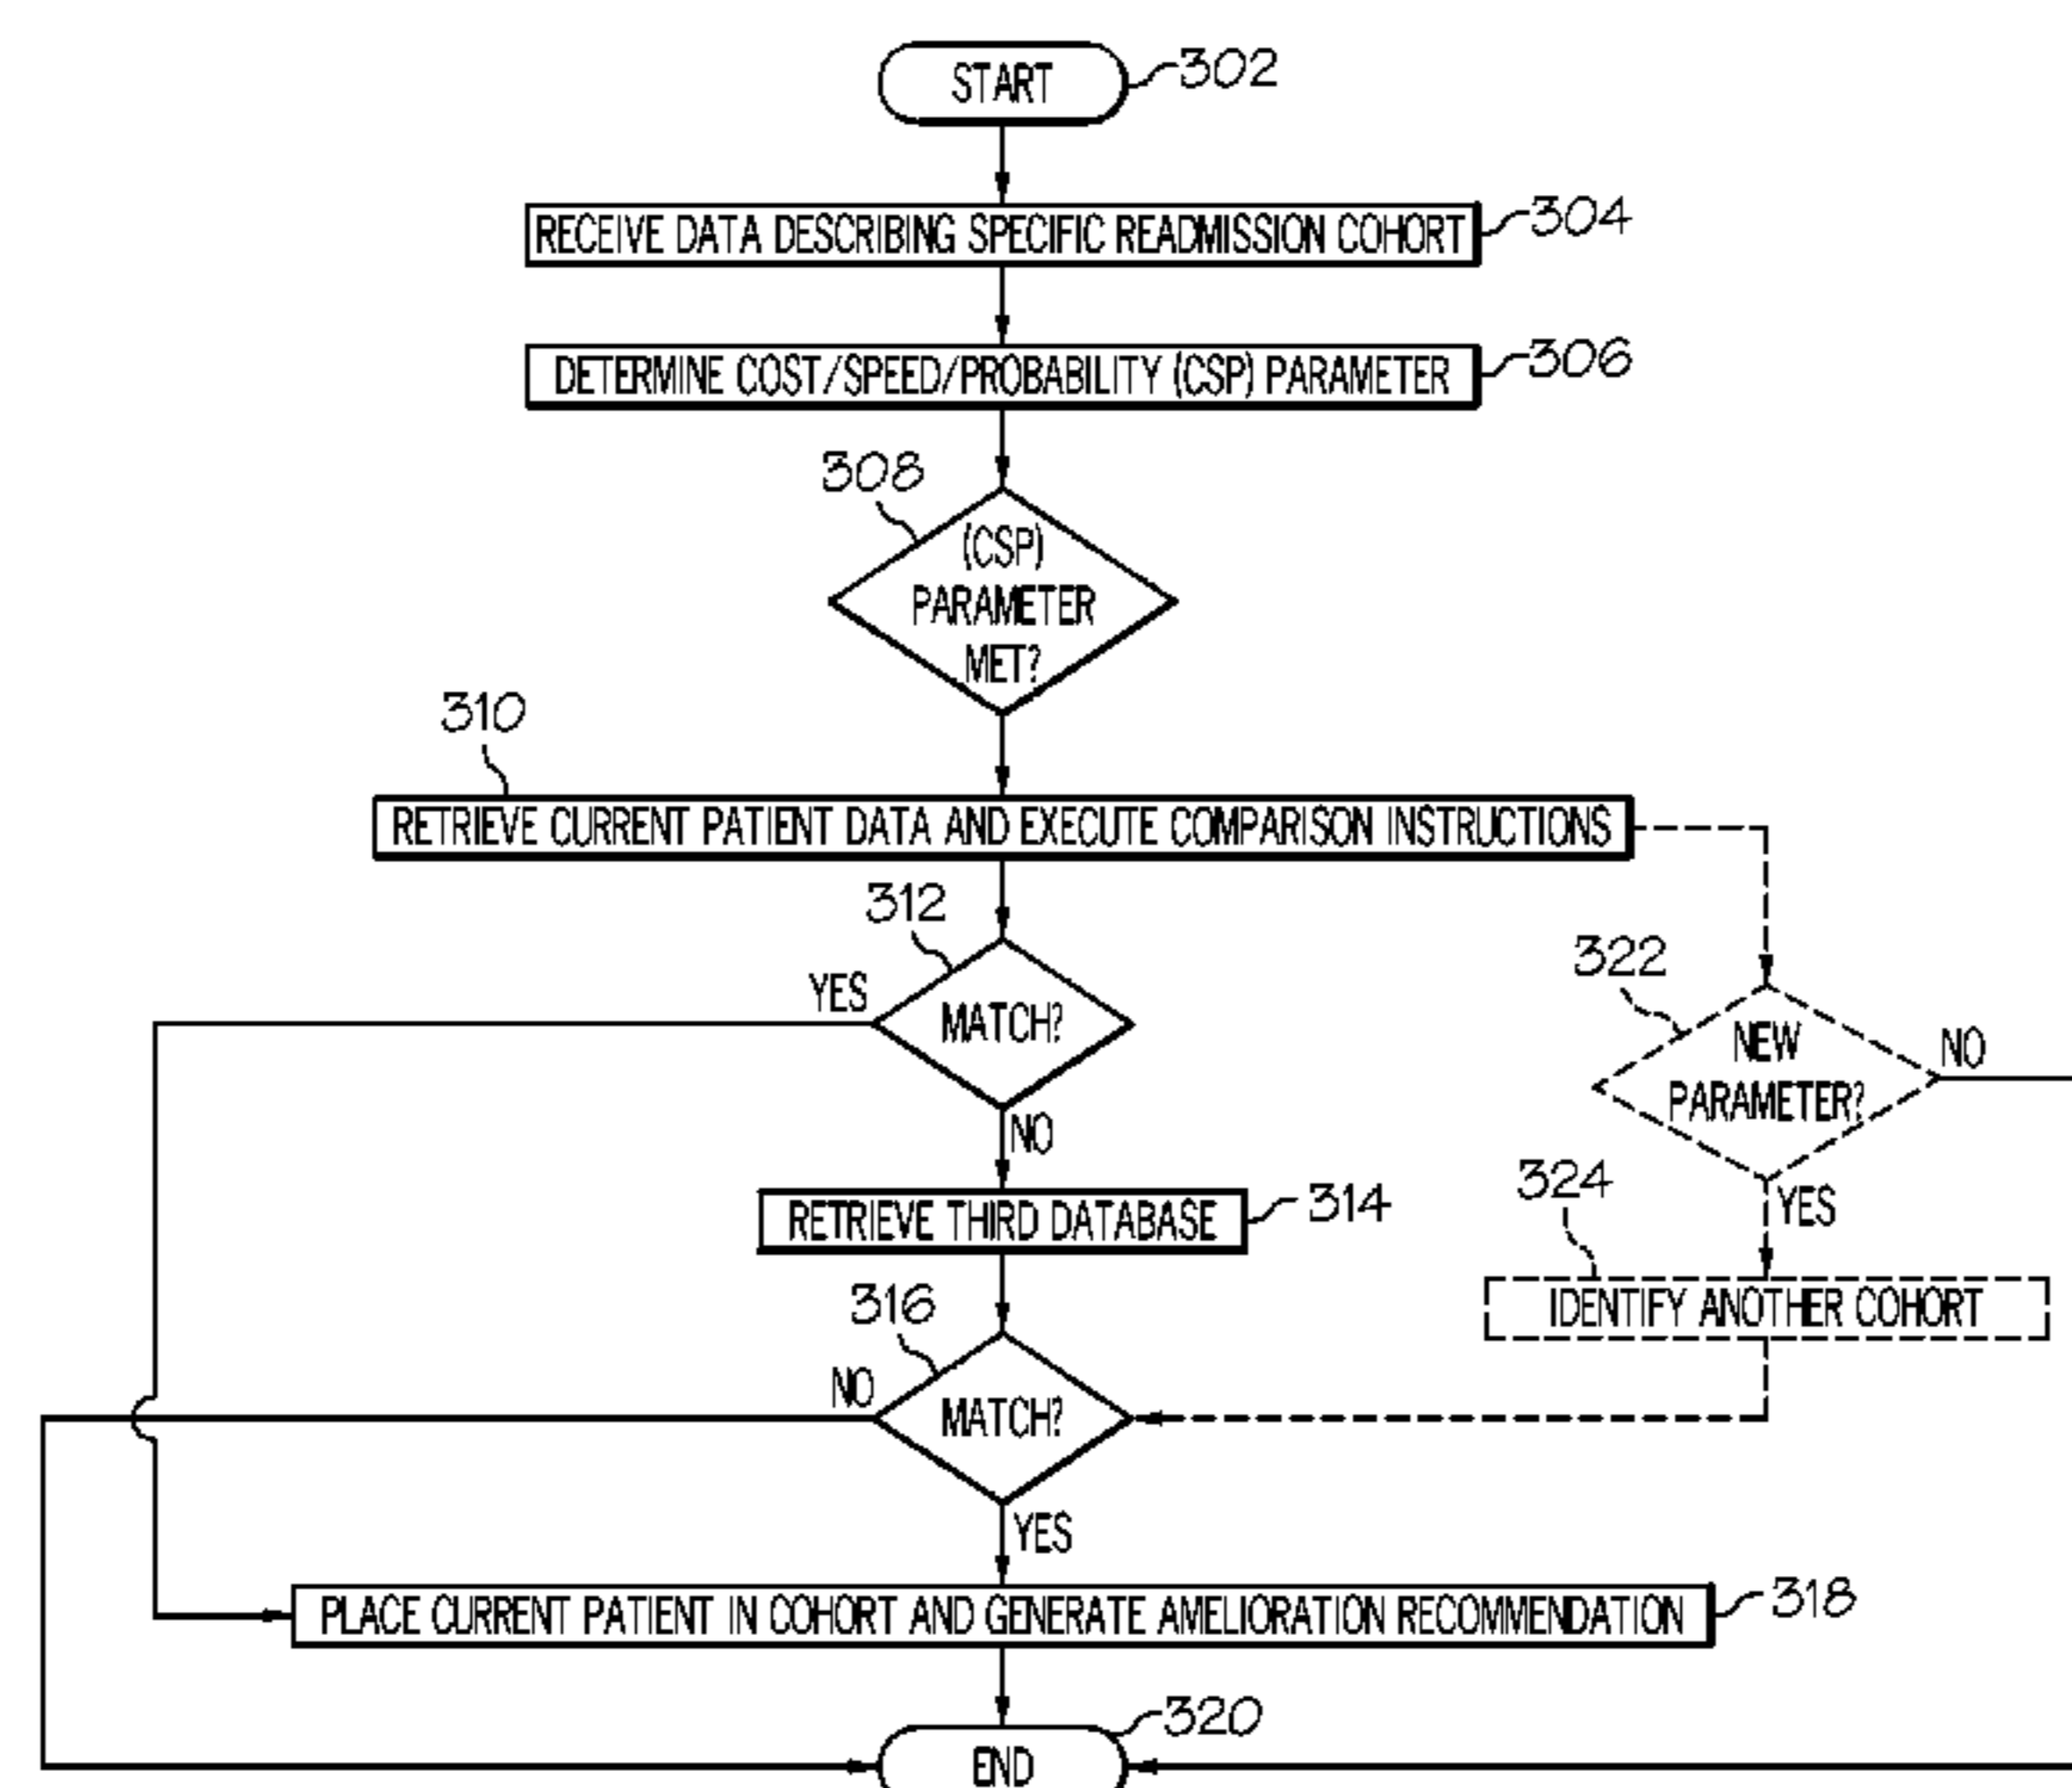 START
302
RECEIVE DATA DESCRIBING SPECIFIC READMISSION COHORT
304
DETERMINE COST/SPEED/PROBABILITY (CSP) PARAMETER
306
308
(CSP)
PARAMETER
MET?
310
RETRIEVE CURRENT PATIENT DATA AND EXECUTE COMPARISON INSTRUCTIONS
312
YES
MATCH?
NO
322
NEW
PARAMETER?
NO
YES
314
RETRIEVE THIRD DATABASE
324
IDENTIFY ANOTHER COHORT
316
NO
MATCH?
YES
PLACE CURRENT PATIENT IN COHORT AND GENERATE AMELIORATION RECOMMENDATION
318
320
END